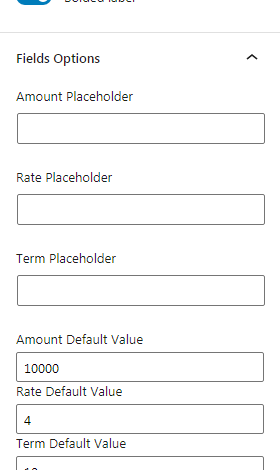 Bolded label
Fields Options
Amount Placeholder
Rate Placeholder
Term Placeholder
Amount Default Value
10000
Rate Default Value
4
Term Default Value